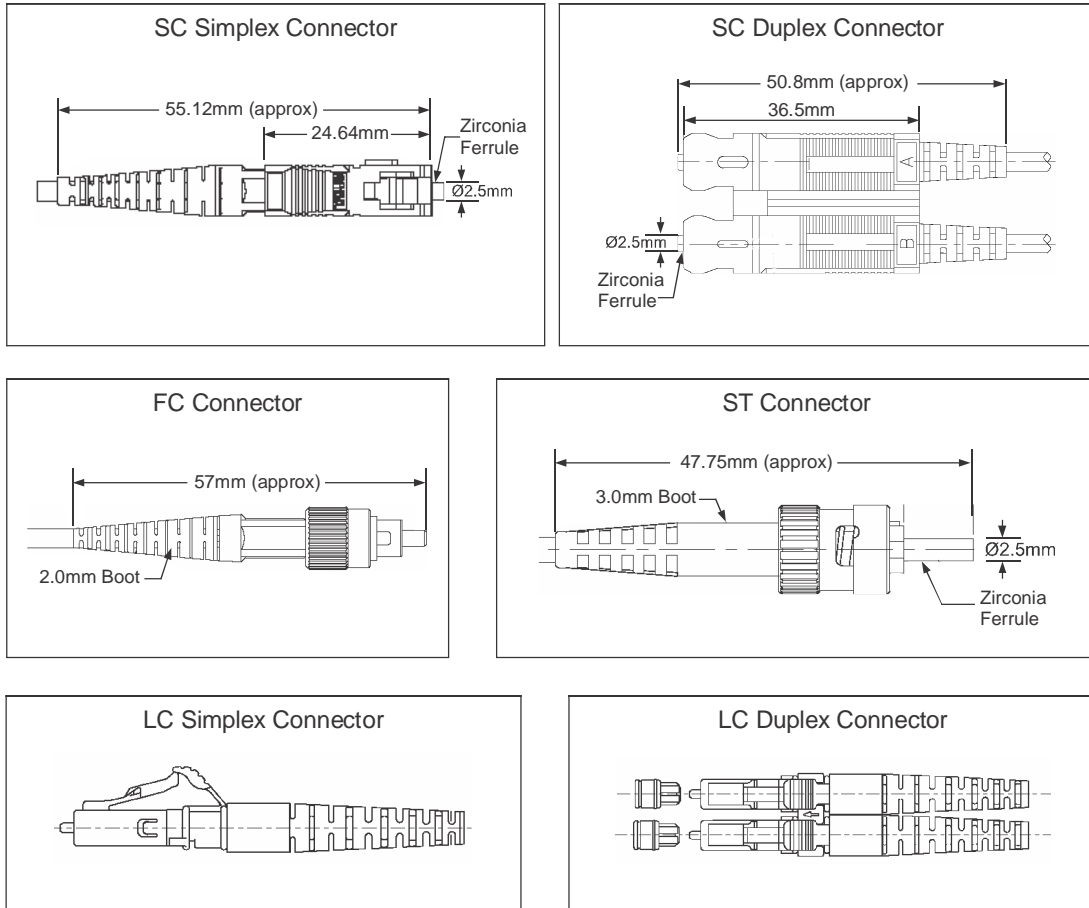 SC Simplex Connector
55.12mm (approx)
24.64mm
Zirconia
Ferrule
Ø2.5mm
SC Duplex Connector
50.8mm (approx)
36.5mm
A
B
Ø2.5mm
Zirconia
Ferrule
FC Connector
57mm (approx)
2.0mm Boot
ST Connector
47.75mm (approx)
3.0mm Boot
Ø2.5mm
Zirconia
Ferrule
LC Simplex Connector
LC Duplex Connector